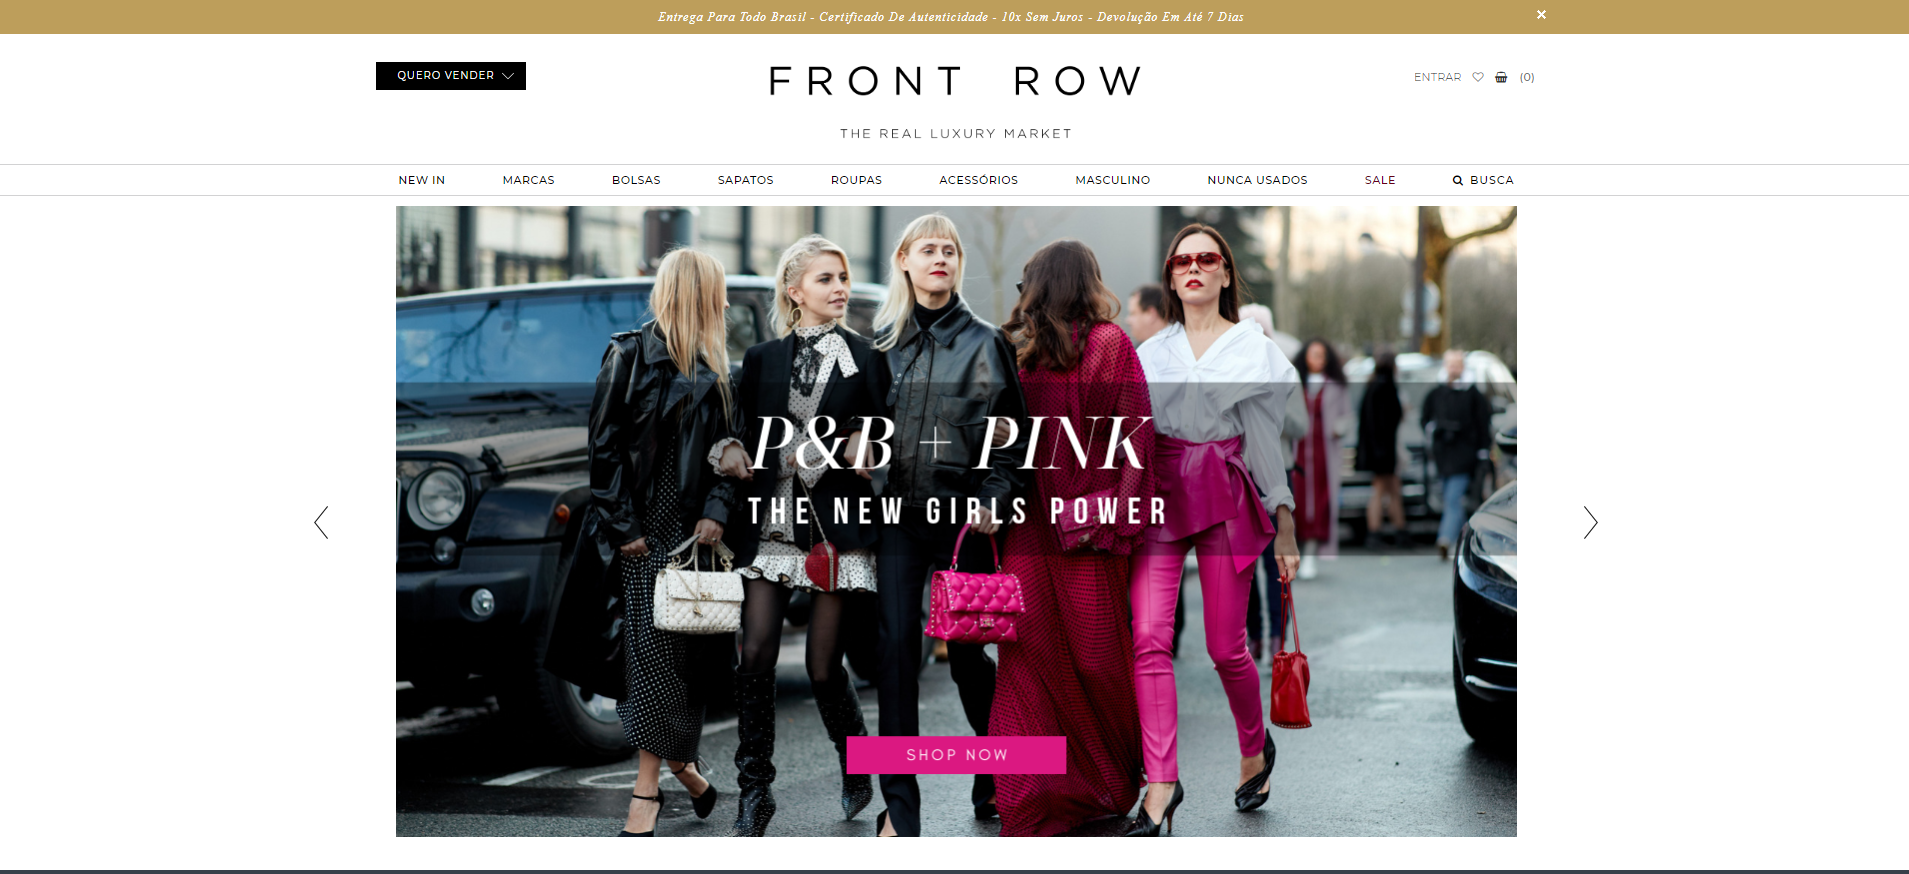 Entrega Para Todo Brasil - Certificado De Autenticidade - 10x Sem Juros - Devolução Em Até 7 Dias
QUERO VENDER
FRONT ROW
ENTRAR (0)
THE REAL LUXURY MARKET
NEW IN MARCAS BOLSAS SAPATOS ROUPAS ACESSÓRIOS MASCULINO NUNCA USADOS SALE BUSCA
P&B + PINK
THE NEW GIRLS POWER
SHOP NOW